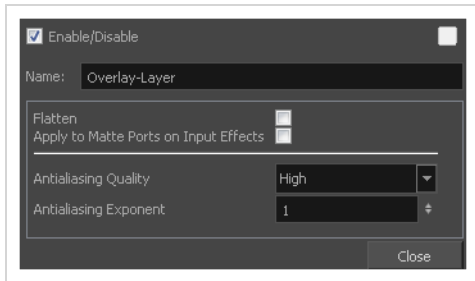 Enable/Disable
Name: Overlay-Layer
Flatten
Apply to Matte Ports on Input Effects
Antialiasing Quality High
Antialiasing Exponent 1
Close